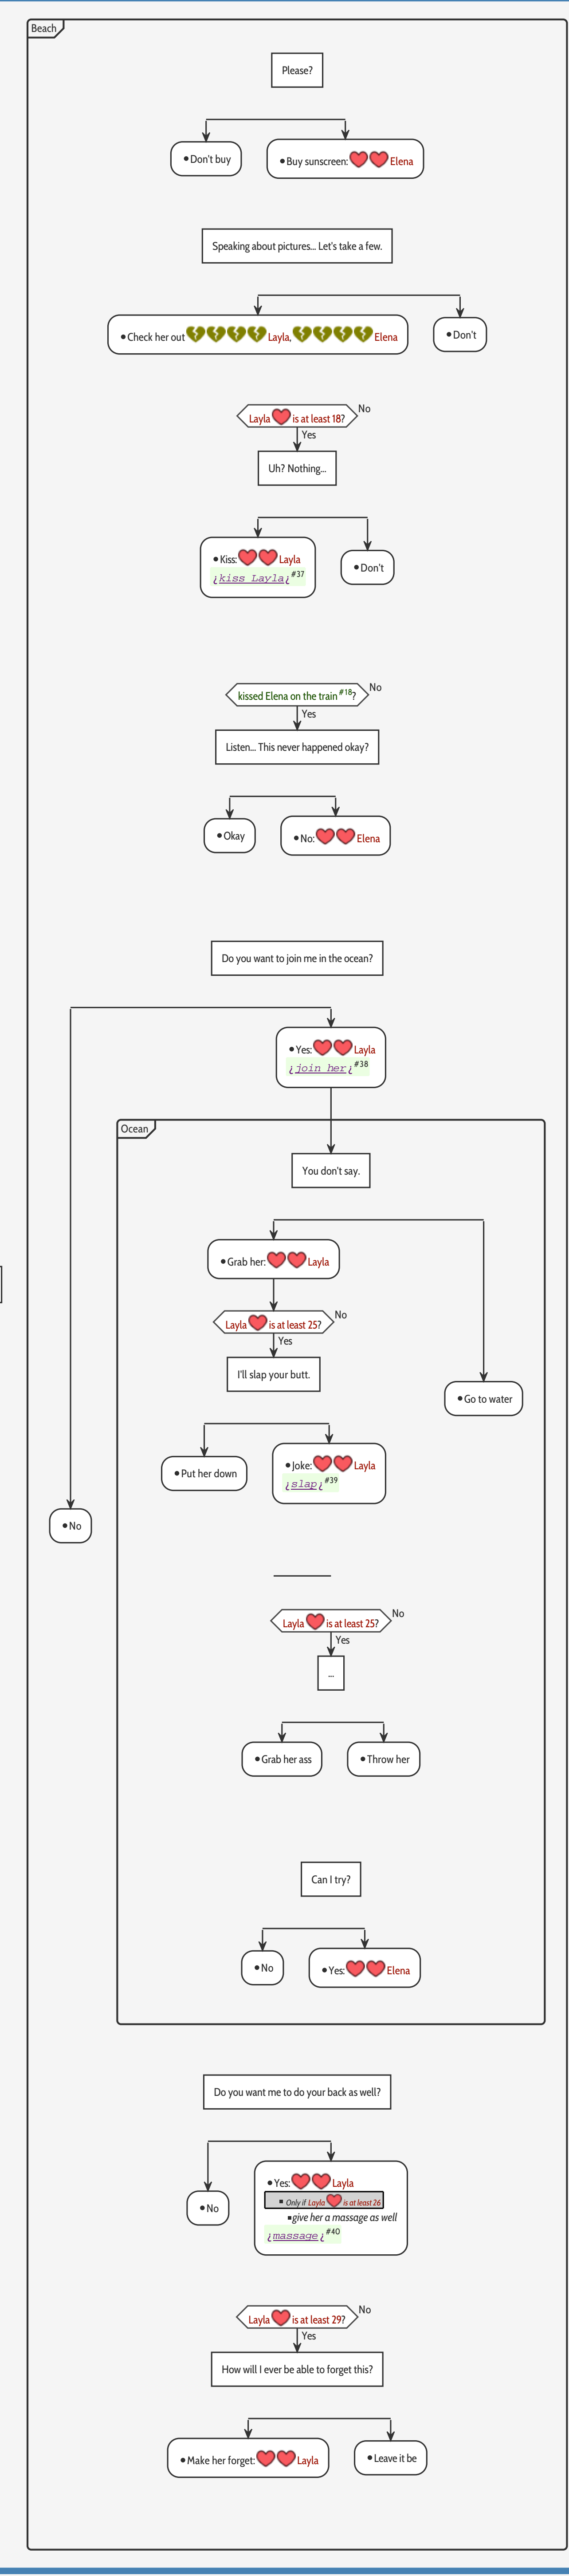 Beach
Please?
Don't buy
Buy sunscreen: Elena
Speaking about pictures... Let's take a few.
Check her out Layla, Elena
Don't
Layla is at least 18?
No
Yes
Uh? Nothing...
Kiss: Layla
¿kiss Layla¿ #37
Don't
kissed Elena on the train #18?
No
Yes
Listen... This never happened okay?
Okay
No: Elena
Do you want to join me in the ocean?
Yes: Layla
¿join her¿ #38
Ocean
You don't say.
Grab her: Layla
Layla is at least 25?
No
Yes
I'll slap your butt.
Go to water
Put her down
Joke: Layla
¿slap¿ #39
No
Layla is at least 25?
No
Yes
...
Grab her ass
Throw her
Can I try?
No
Yes: Elena
Do you want me to do your back as well?
No
Yes: Layla
Only if Layla is at least 26
give her a massage as well
¿massage¿ #40
Layla is at least 29?
No
Yes
How will I ever be able to forget this?
Make her forget: Layla
Leave it be